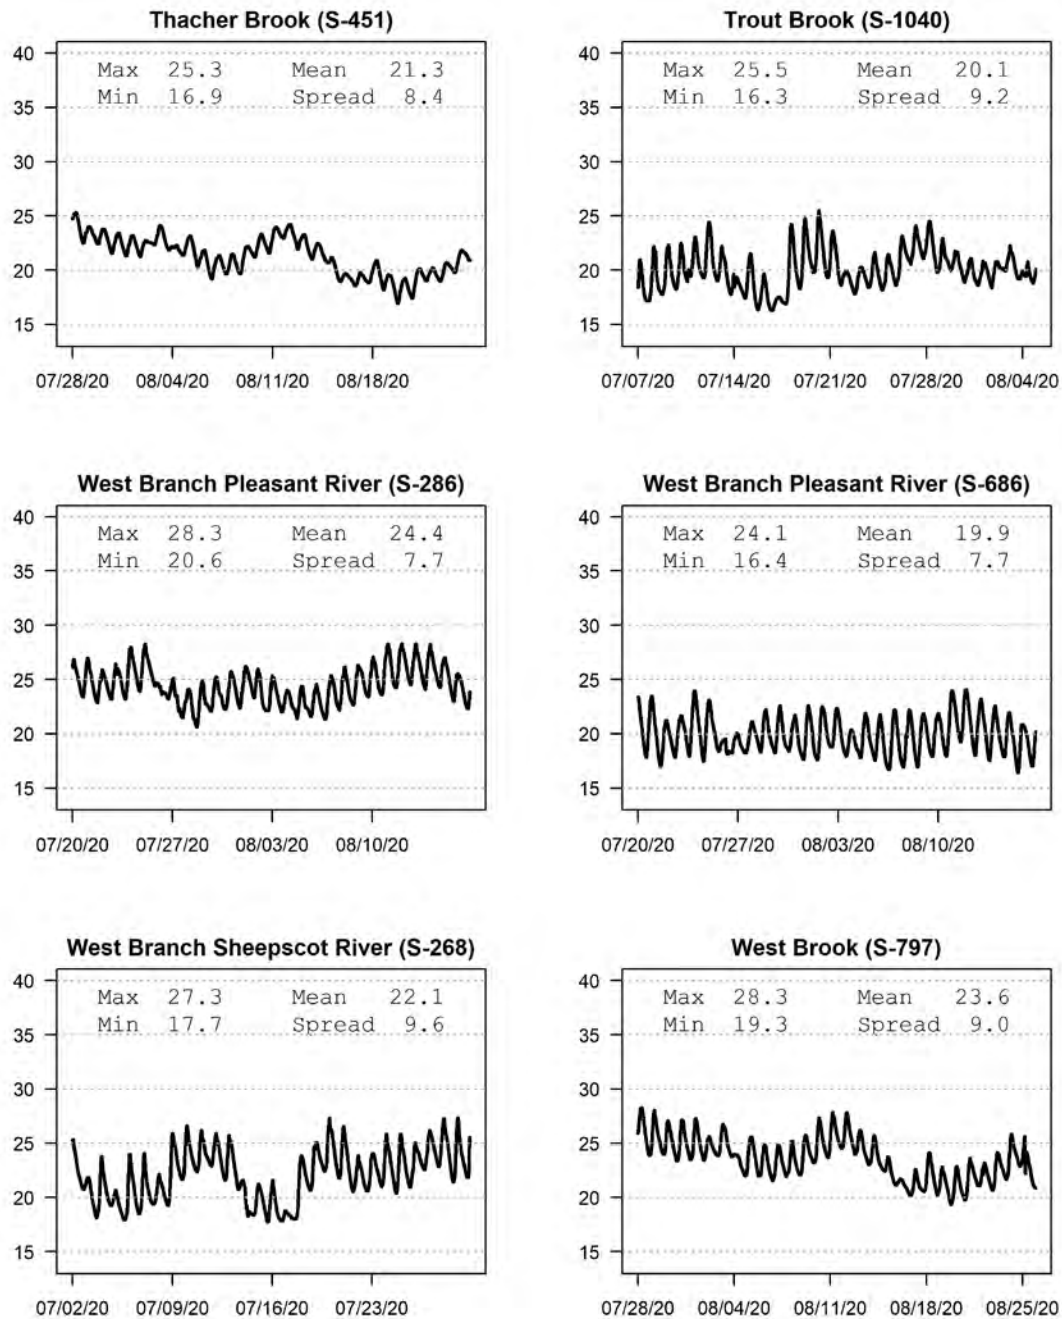 Thacher Brook (S-451)
Max 25.3 Mean 21.3
Min 16.9 Spread 8.4
40
35
30
25
20
15
07/28/20 08/04/20 08/11/20 08/18/20
Trout Brook (S-1040)
Max 25.5 Mean 20.1
Min 16.3 Spread 9.2
40
35
30
25
20
15
07/07/20 07/14/20 07/21/20 07/28/20 08/04/20
West Branch Pleasant River (S-286)
Max 28.3 Mean 24.4
Min 20.6 Spread 7.7
40
35
30
25
20
15
07/20/20 07/27/20 08/03/20 08/10/20
West Branch Pleasant River (S-686)
Max 24.1 Mean 19.9
Min 16.4 Spread 7.7
40
35
30
25
20
15
07/20/20 07/27/20 08/03/20 08/10/20
West Branch Sheepscot River (S-268)
Max 27.3 Mean 22.1
Min 17.7 Spread 9.6
40
35
30
25
20
15
07/02/20 07/09/20 07/16/20 07/23/20
West Brook (S-797)
Max 28.3 Mean 23.6
Min 19.3 Spread 9.0
40
35
30
25
20
15
07/28/20 08/04/20 08/11/20 08/18/20 08/25/20